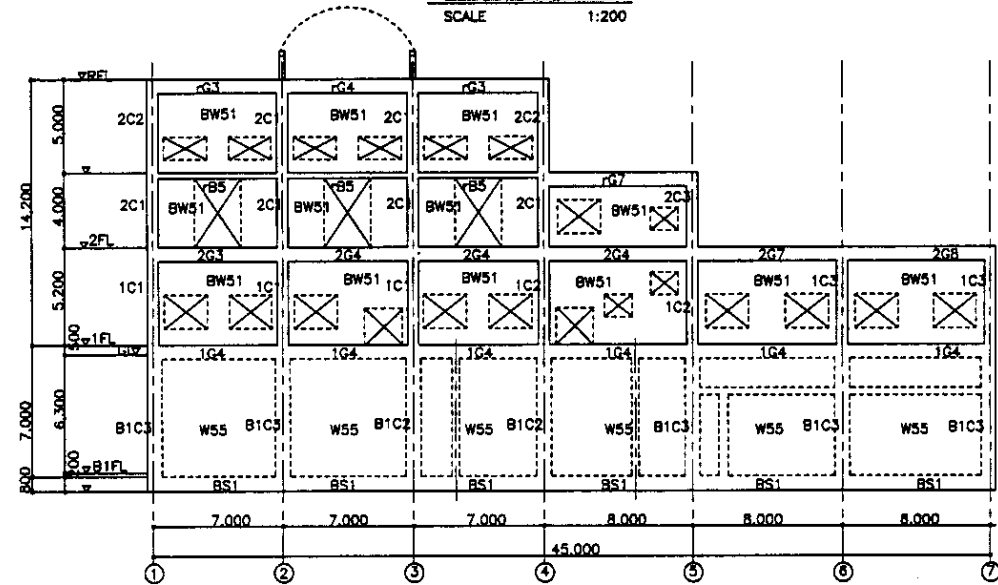 SCALE 1:200
RFL
rG3 rG4 rG3
5,000 2C2 BW51 2C1 BW51 2C1 BW51 2C2
rB5 rB5 rB5 rG7
14,200 4,000 2C1 BW51 2C1 BW51 2C1 BW51 2C1 BW51 2C3
2FL
2G3 2G4 2G4 2G4 2G7 2G8
5,200 1C1 BW51 1C1 BW51 1C1 BW51 1C2 BW51 1C2 BW51 1C3 BW51 1C3
500 1FL
1G4 1G4 1G4 1G4 1G4 1G4
7,000 6,300 B1C3 W55 B1C3 W55 B1C2 W55 B1C2 W55 B1C3 W55 B1C3 W55 B1C3
B1FL
800 200
BS1 BS1 BS1 BS1 BS1 BS1
7,000 7,000 7,000 8,000 8,000 8,000
45,000
1 2 3 4 5 6 7